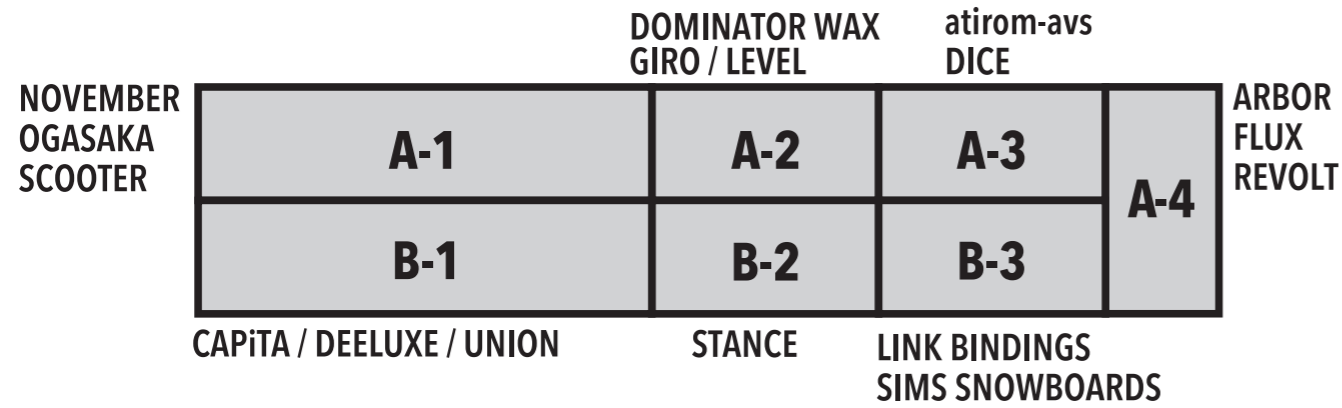 DOMINATOR WAX
GIRO / LEVEL
atirom-avs
DICE
NOVEMBER
OGASAKA
SCOOTER
A-1
A-2
A-3
A-4
ARBOR
FLUX
REVOLT
B-1
B-2
B-3
CAPiTA / DEELUXE / UNION
STANCE
LINK BINDINGS
SIMS SNOWBOARDS